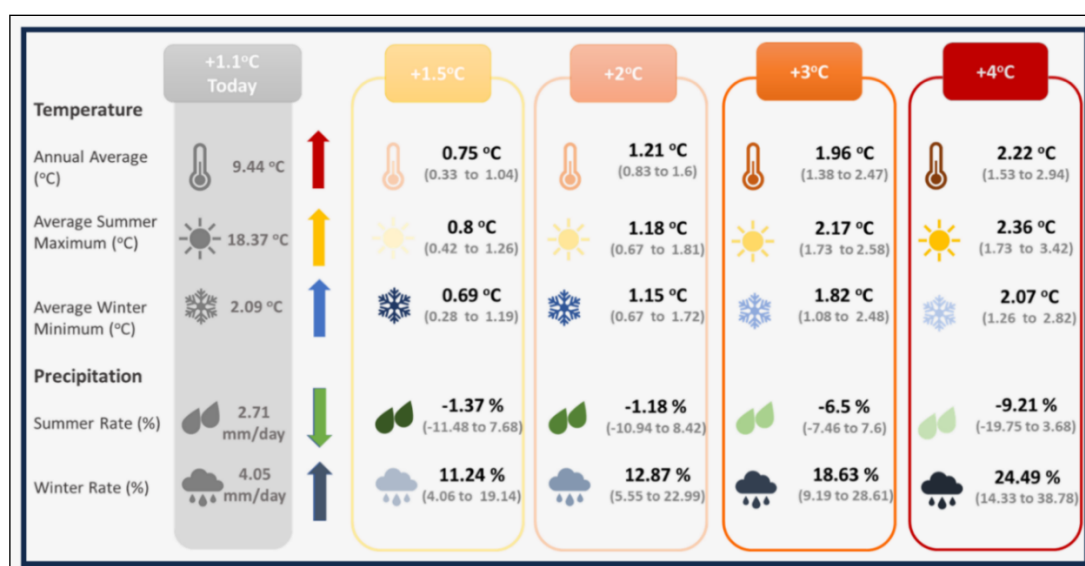 +1.1°C
Today
+1.5°C
+2°C
+3°C
+4°C
Temperature
Annual Average
(°C)
9.44 °C
0.75 °C
(0.33 to 1.04)
1.21 °C
(0.83 to 1.6)
1.96 °C
(1.38 to 2.47)
2.22 °C
(1.53 to 2.94)
Average Summer
Maximum (°C)
18.37 °C
0.8 °C
(0.42 to 1.26)
1.18 °C
(0.67 to 1.81)
2.17 °C
(1.73 to 2.58)
2.36 °C
(1.73 to 3.42)
Average Winter
Minimum (°C)
2.09 °C
0.69 °C
(0.28 to 1.19)
1.15 °C
(0.67 to 1.72)
1.82 °C
(1.08 to 2.48)
2.07 °C
(1.26 to 2.82)
Precipitation
Summer Rate (%)
2.71
mm/day
-1.37 %
(-11.48 to 7.68)
-1.18 %
(-10.94 to 8.42)
-6.5 %
(-7.46 to 7.6)
-9.21 %
(-19.75 to 3.68)
Winter Rate (%)
4.05
mm/day
11.24 %
(4.06 to 19.14)
12.87 %
(5.55 to 22.99)
18.63 %
(9.19 to 28.61)
24.49 %
(14.33 to 38.78)